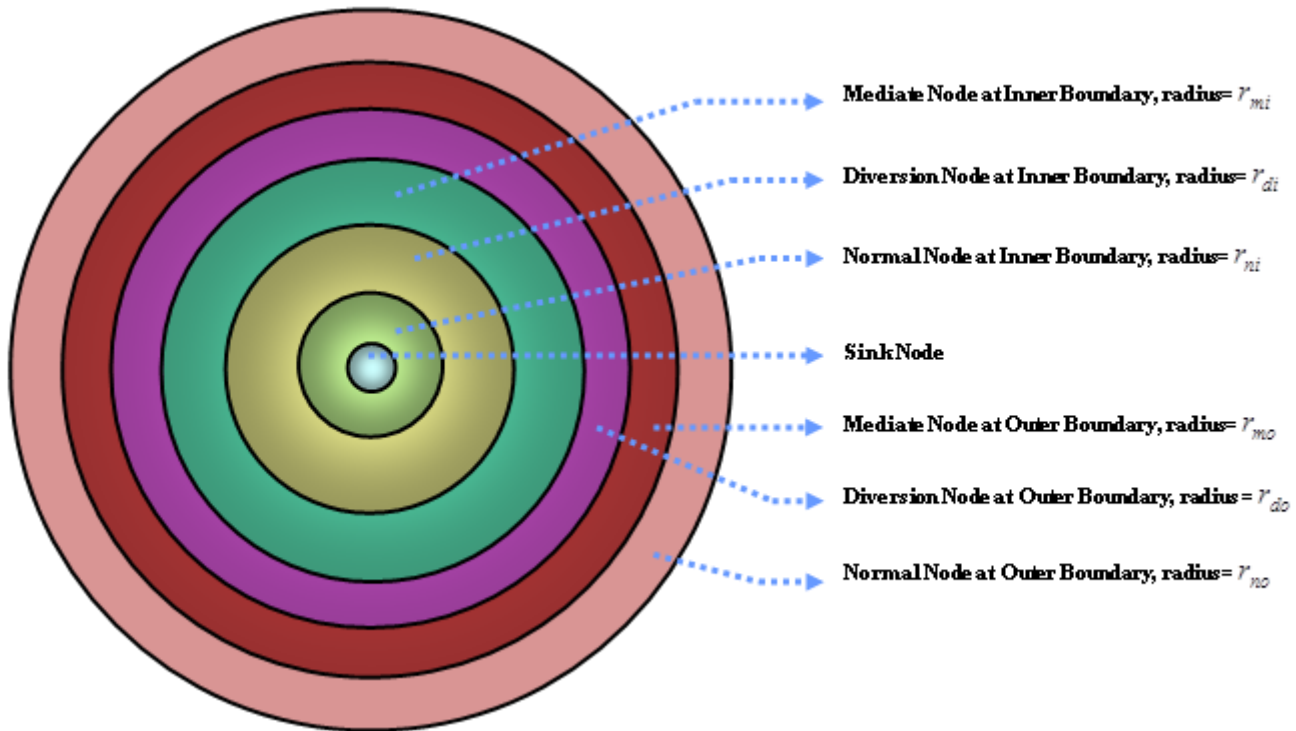 Mediate Node at Inner Boundary, radius= r_mi
Diversion Node at Inner Boundary, radius= r_di
Normal Node at Inner Boundary, radius= r_ni
Sink Node
Mediate Node at Outer Boundary, radius= r_mo
Diversion Node at Outer Boundary, radius = r_do
Normal Node at Outer Boundary, radius= r_no